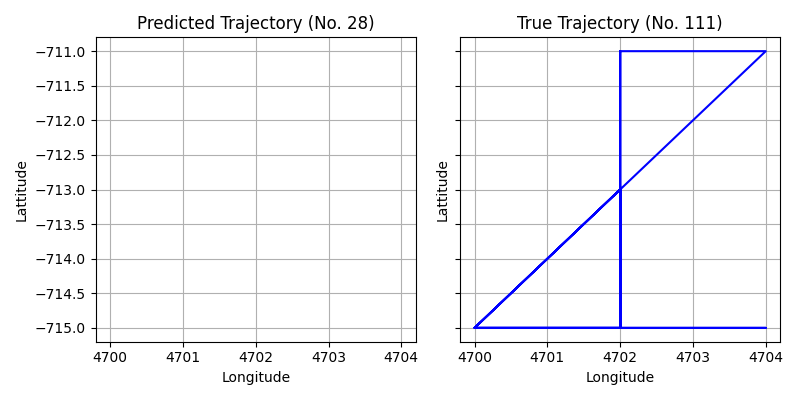 Predicted Trajectory (No. 28)
True Trajectory (No. 111)
Lattitude
−711.0
−711.5
−712.0
−712.5
−713.0
−713.5
−714.0
−714.5
−715.0
4700 4701 4702 4703 4704
Longitude
Lattitude
4700 4701 4702 4703 4704
Longitude